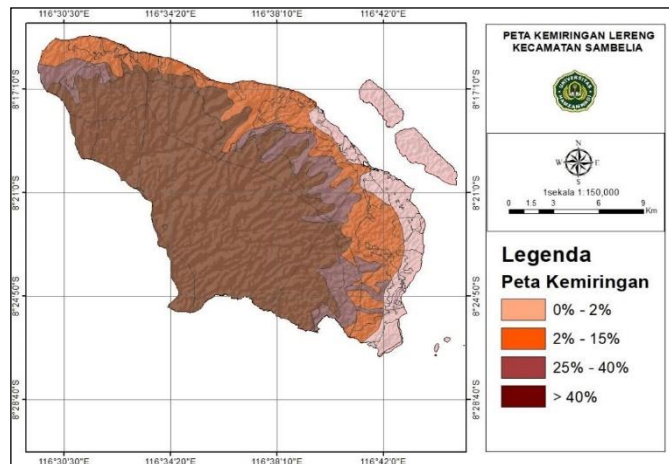 116°30'30"E 116°34'20"E 116°38'10"E 116°42'0"E
8°17'10"S 8°17'10"S
8°21'0"S 8°21'0"S
8°24'50"S 8°24'50"S
8°28'40"S 8°28'40"S
116°30'30"E 116°34'20"E 116°38'10"E 116°42'0"E
PETA KEMIRINGAN LERENG
KECAMATAN SAMBELIA
UNIVERSITAS
N
W E
S
1sekala 1:150,000
0 1.5 3 6 9
Km
Legenda
Peta Kemiringan
0% - 2%
2% - 15%
25% - 40%
> 40%